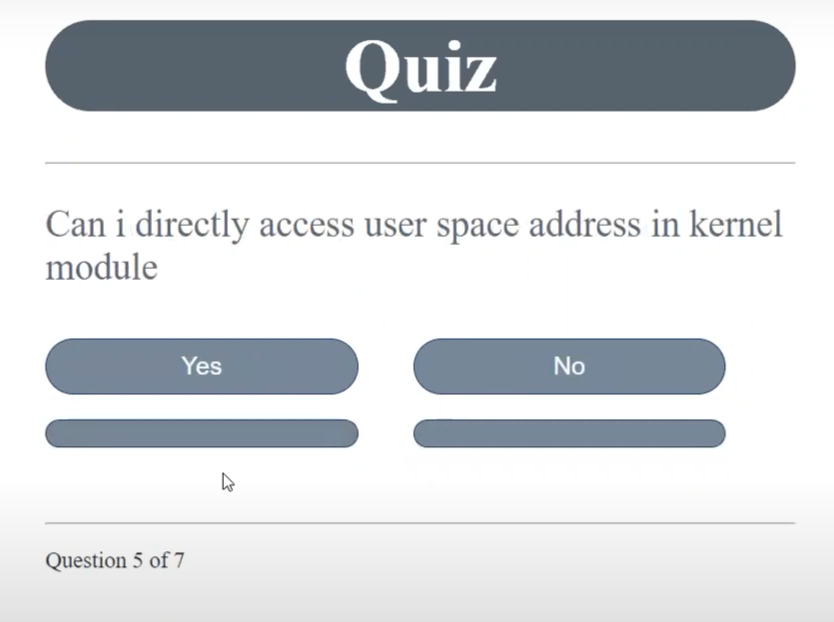 Quiz
Can i directly access user space address in kernel
module
Yes
No
Question 5 of 7